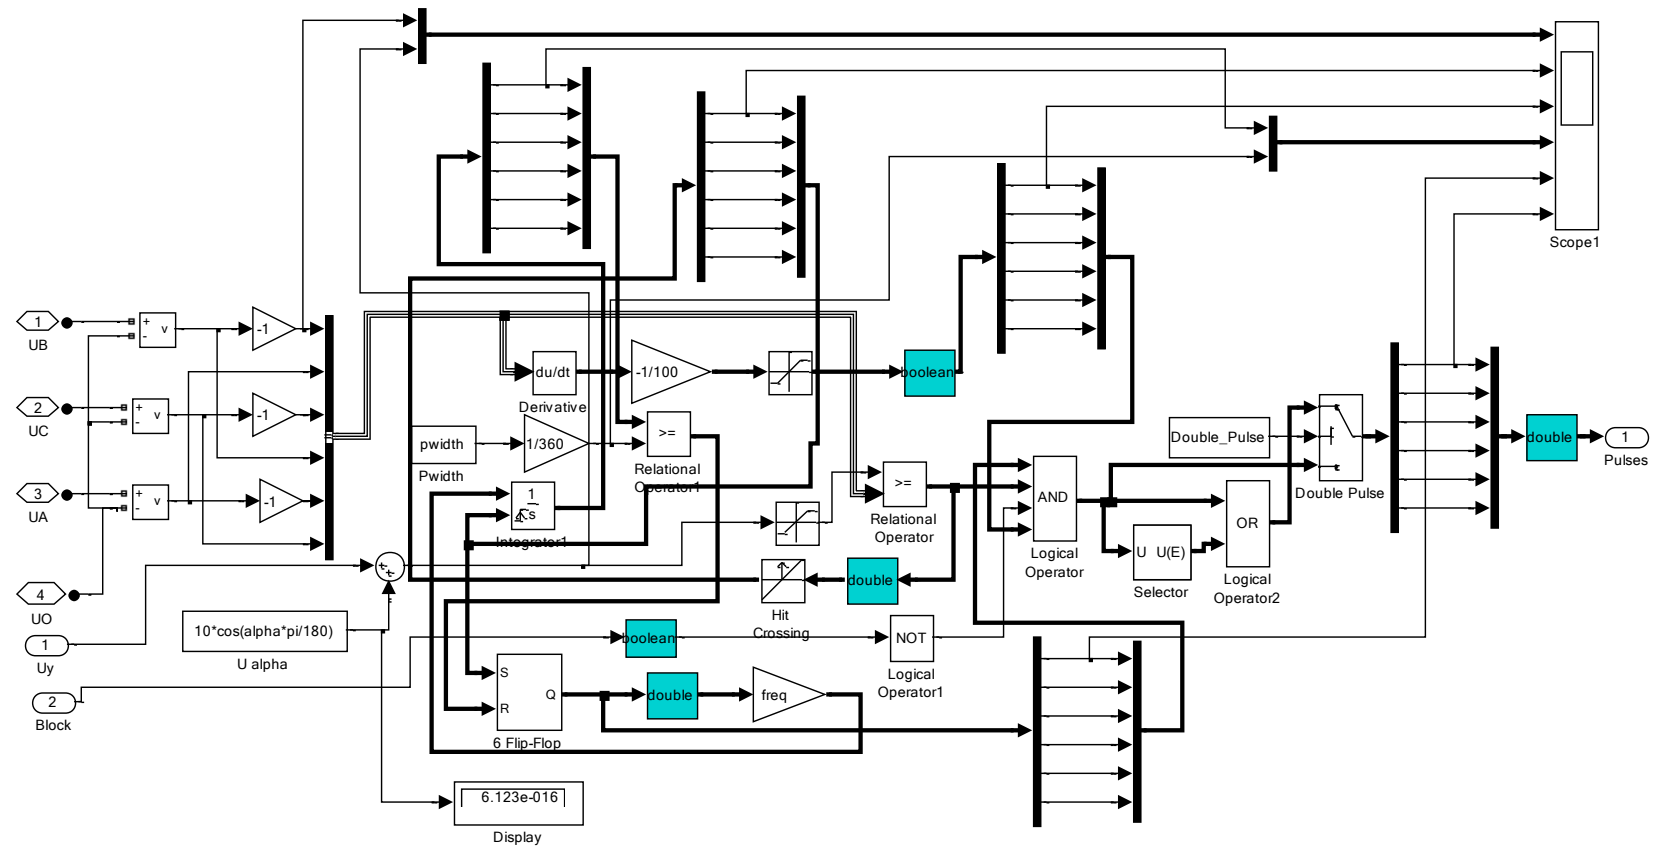 Scope1
1
UB
+
-
v
-1
2
UC
+
-
v
-1
3
UA
+
-
v
-1
4
UO
du/dt
Derivative
-1/100
boolean
pwidth
Pwidth
1/360
>=
Relational
Operator1
1
s
Integrator1
>=
Relational
Operator
AND
Logical
Operator
Double_Pulse
Double Pulse
double
1
Pulses
OR
Logical
Operator2
U U(E)
Selector
Hit
Crossing
double
10*cos(alpha*pi/180)
U alpha
+
+
1
Uy
2
Block
boolean
NOT
Logical
Operator1
S
R
Q
6 Flip-Flop
double
freq
6.123e-016
Display